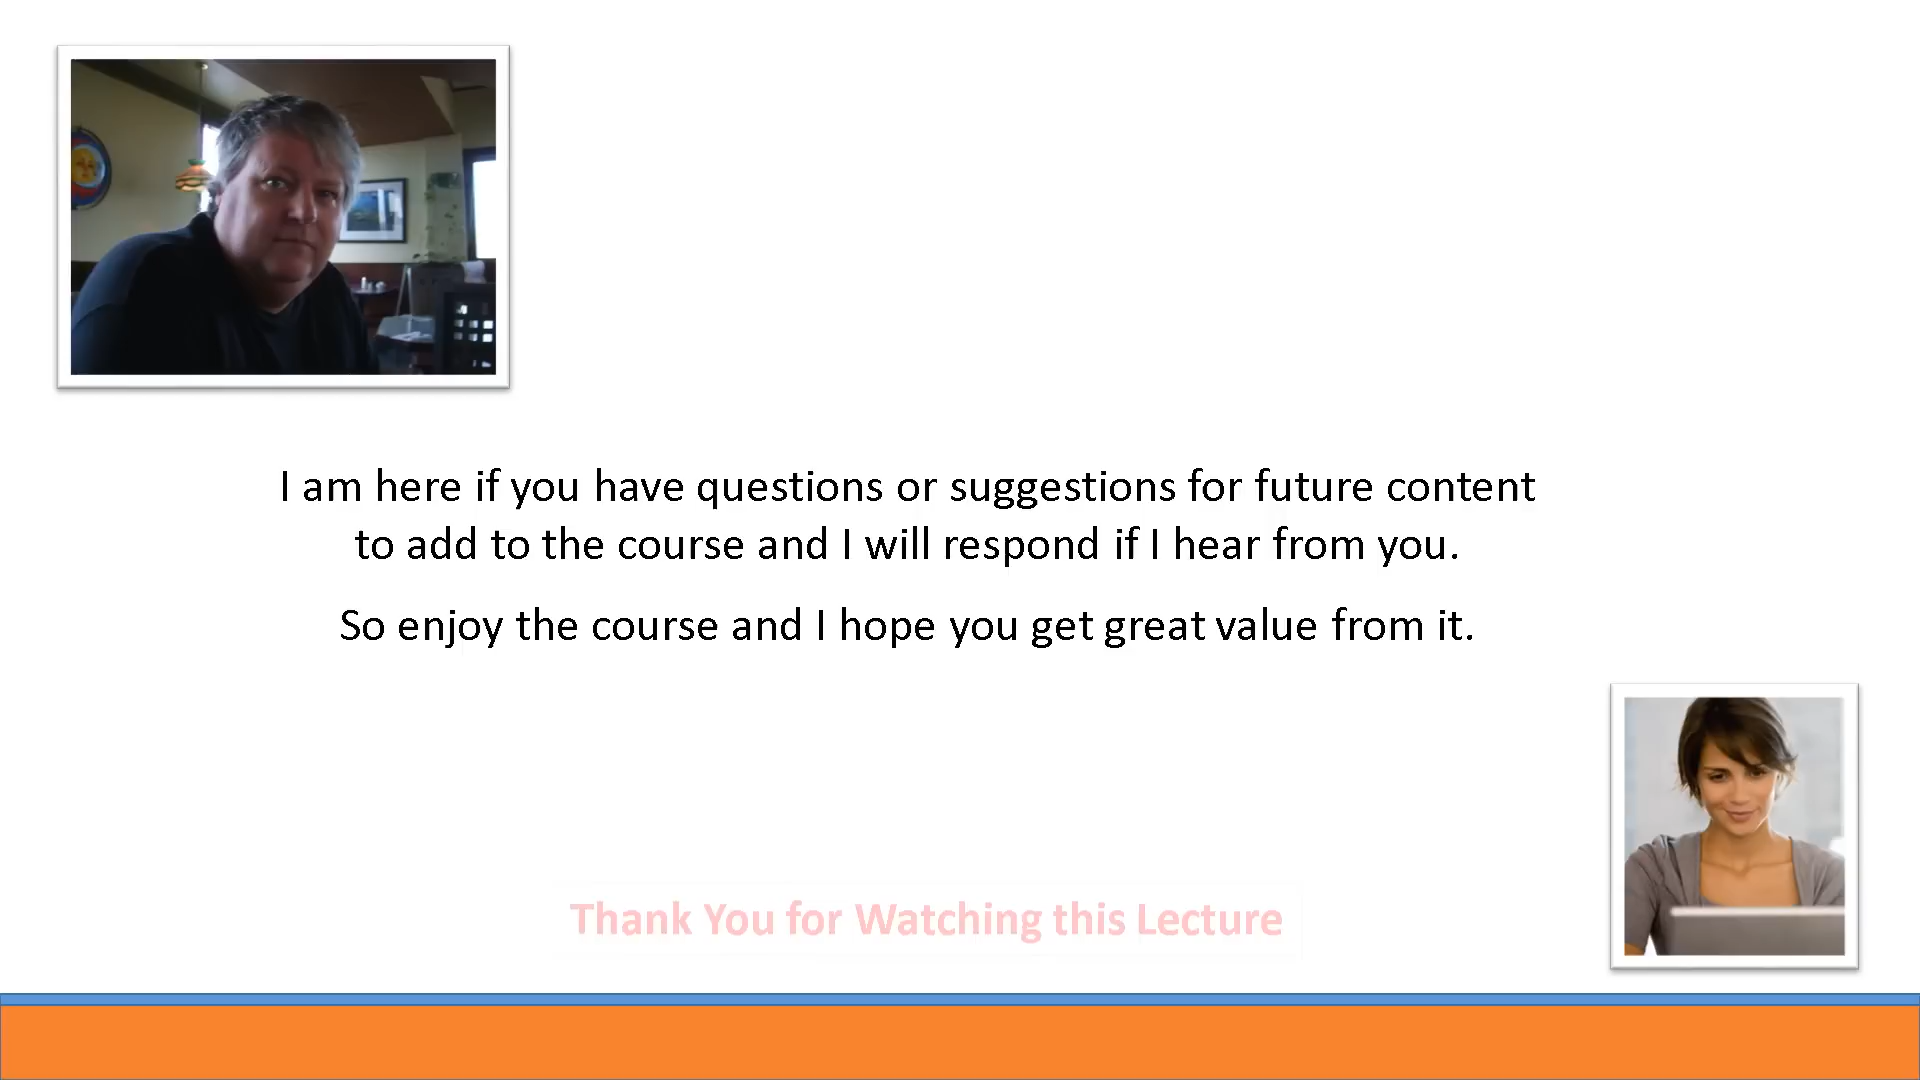 I am here if you have questions or suggestions for future content
to add to the course and I will respond if I hear from you.
So enjoy the course and I hope you get great value from it.
Thank You for Watching this Lecture